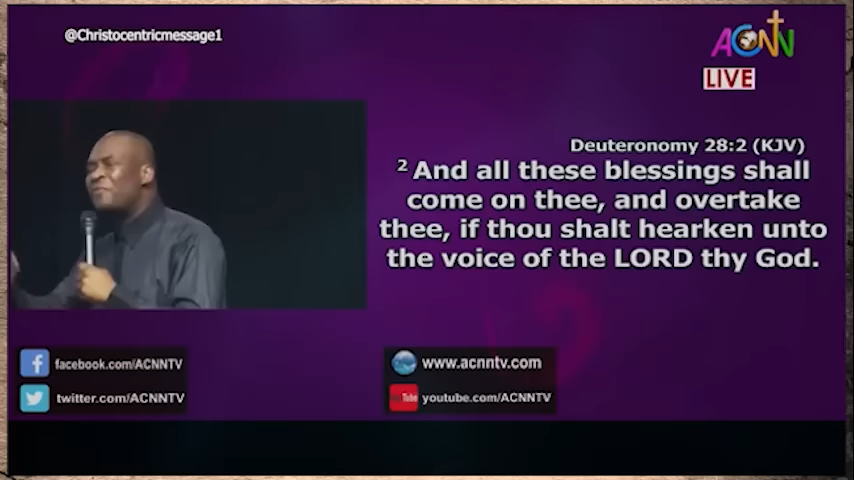 @Christocentricmessage1
ACNN
LIVE
Deuteronomy 28:2 (KJV)
2 And all these blessings shall
come on thee, and overtake
thee, if thou shalt hearken unto
the voice of the LORD thy God.
facebook.com/ACNNTV
www.acnntv.com
twitter.com/ACNNTV
Tube youtube.com/ACNNTV